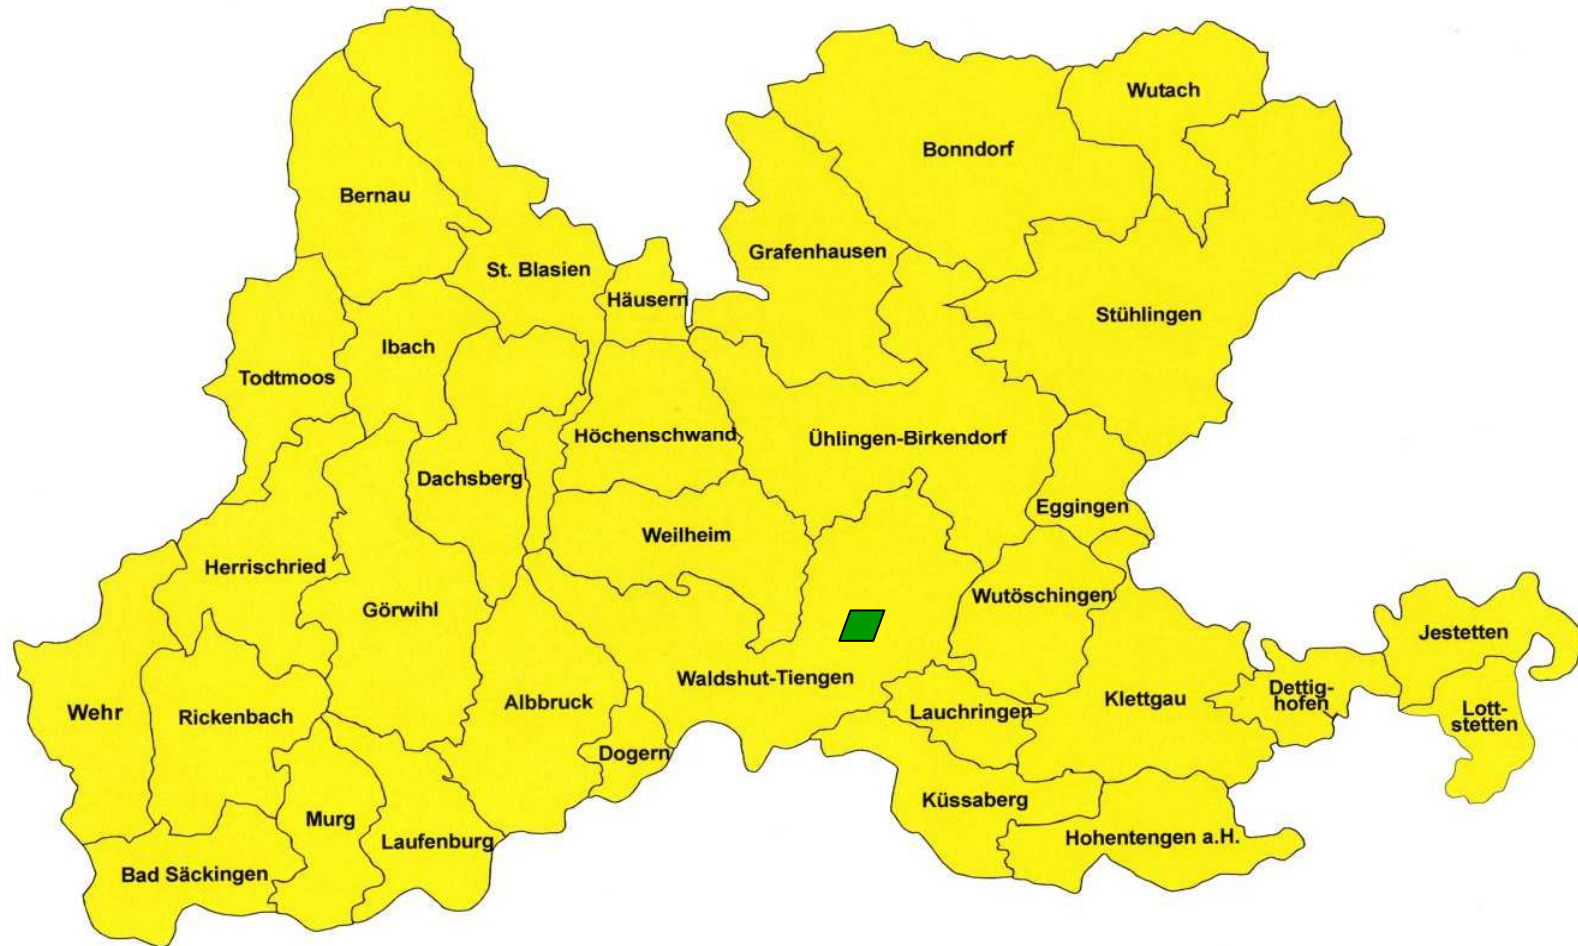 Wutach
Bonndorf
Bernau
Grafenhausen
St. Blasien
Häusern
Stühlingen
Ibach
Todtmoos
Höchenschwand
Ühlingen-Birkendorf
Dachsberg
Eggingen
Weilheim
Herrischried
Wutöschingen
Görwihl
Jestetten
Waldshut-Tiengen
Dettig-
hofen
Klettgau
Albbruck
Lauchringen
Wehr
Rickenbach
Lott-
stetten
Dogern
Küssaberg
Murg
Laufenburg
Hohentengen a.H.
Bad Säckingen